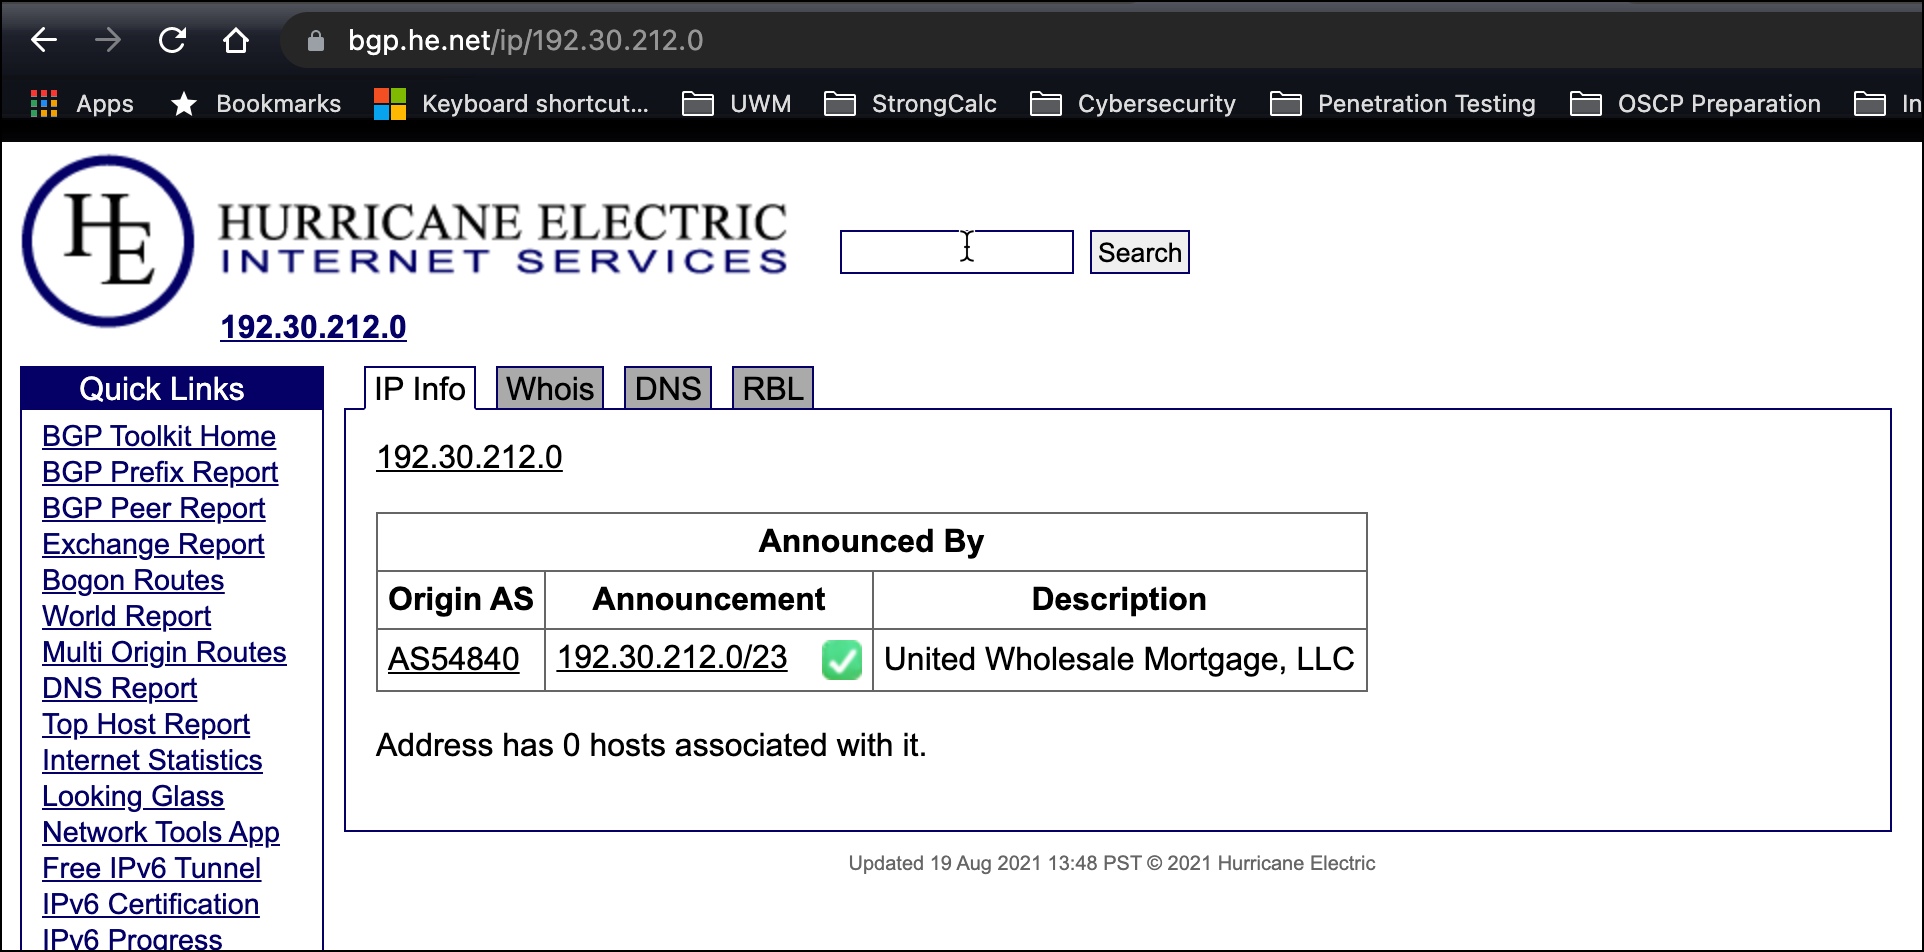 bgp.he.net/ip/192.30.212.0
Apps Bookmarks Keyboard shortcut... UWM StrongCalc Cybersecurity Penetration Testing OSCP Preparation In
HE
HURRICANE ELECTRIC
INTERNET SERVICES
Search
192.30.212.0
Quick Links
BGP Toolkit Home
BGP Prefix Report
BGP Peer Report
Exchange Report
Bogon Routes
World Report
Multi Origin Routes
DNS Report
Top Host Report
Internet Statistics
Looking Glass
Network Tools App
Free IPv6 Tunnel
IPv6 Certification
IPv6 Progress
IP Info Whois DNS RBL
192.30.212.0
Announced By
Origin AS Announcement Description
AS54840 192.30.212.0/23 United Wholesale Mortgage, LLC
Address has 0 hosts associated with it.
Updated 19 Aug 2021 13:48 PST © 2021 Hurricane Electric